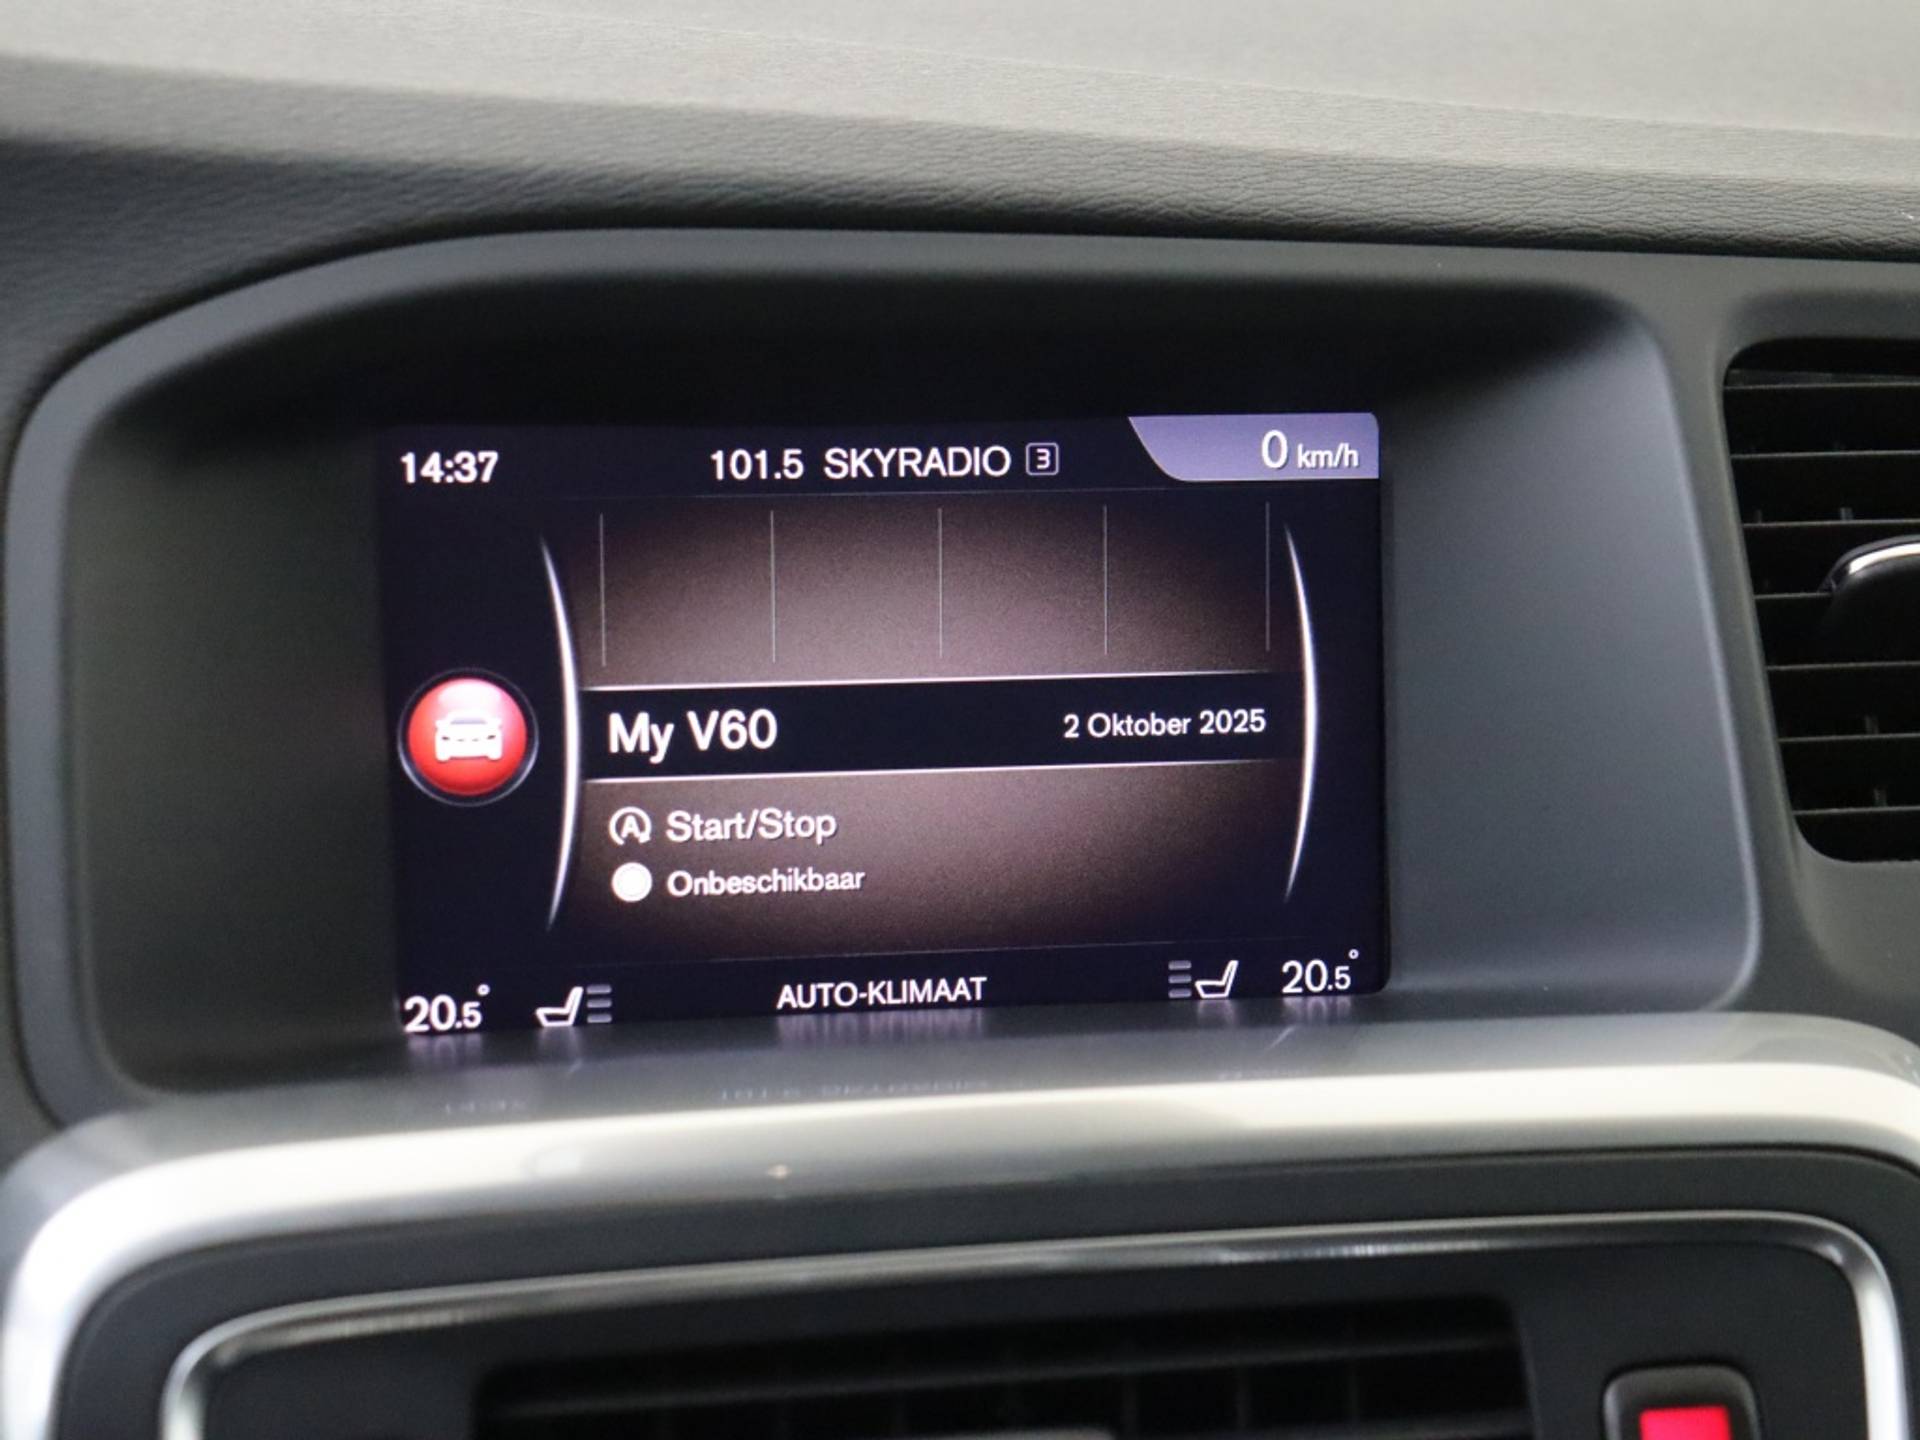 14:37 101.5 SKYRADIO 3 0 km/h
My V60 2 Oktober 2025
Start/Stop
Onbeschikbaar
20.5° AUTO-KLIMAAT 20.5°